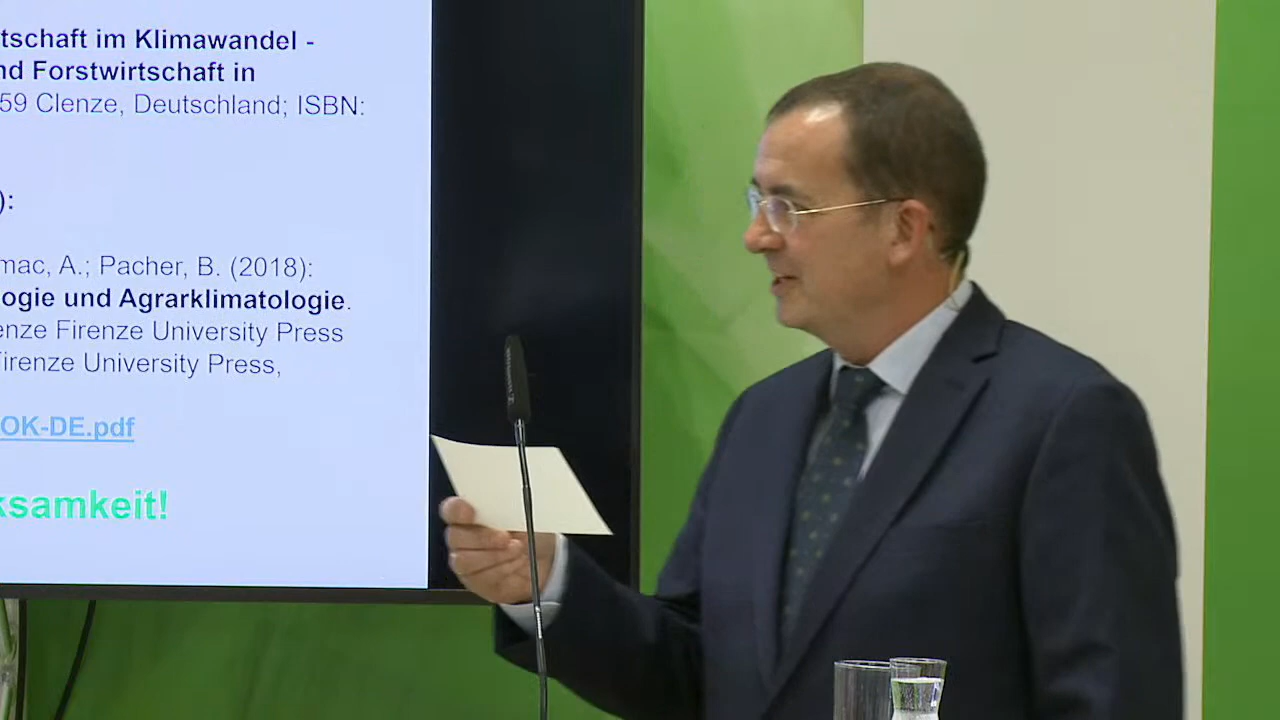 tschaft im Klimawandel -
nd Forstwirtschaft in
59 Clenze, Deutschland; ISBN:
):
mac, A.; Pacher, B. (2018):
ogie und Agrarklimatologie.
enze Firenze University Press
Firenze University Press,
OK-DE.pdf
ksamkeit!